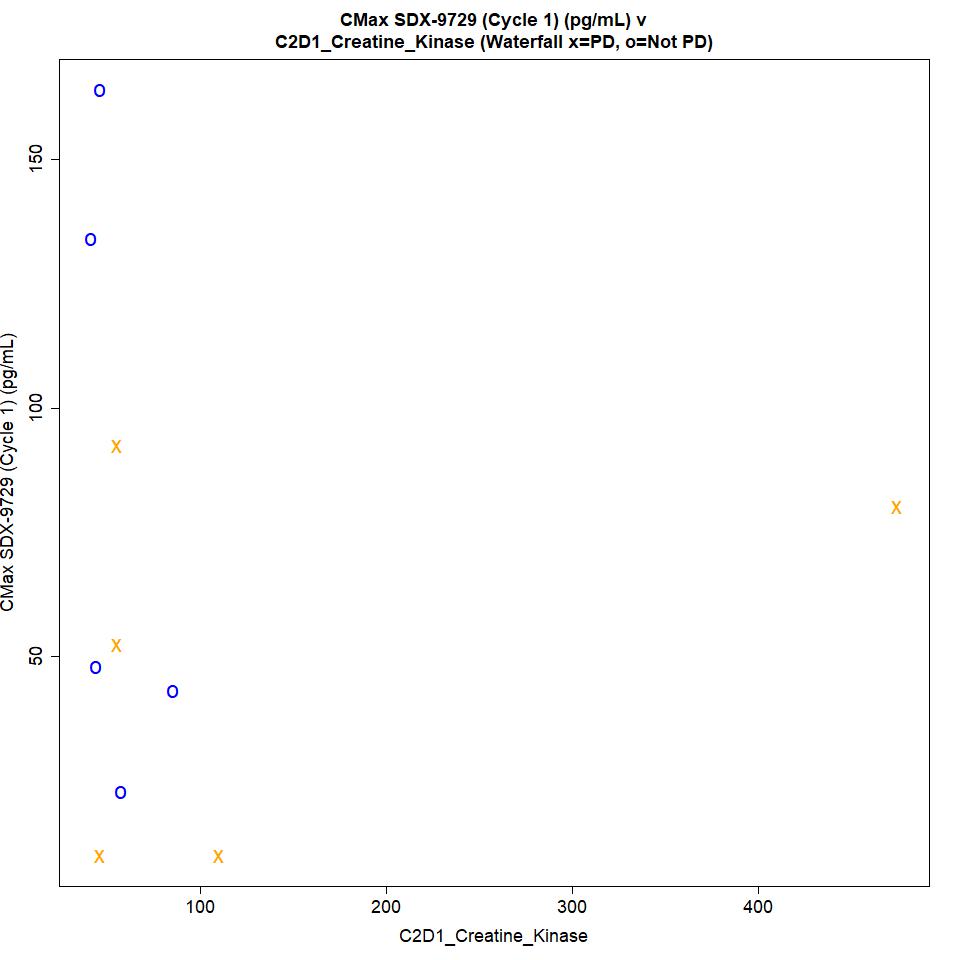 CMax SDX-9729 (Cycle 1) (pg/mL) v
C2D1_Creatine_Kinase (Waterfall x=PD, o=Not PD)
CMax SDX-9729 (Cycle 1) (pg/mL)
150
100
50
O
O
X
X
X
O
O
O
X
X
100
200
300
400
C2D1_Creatine_Kinase